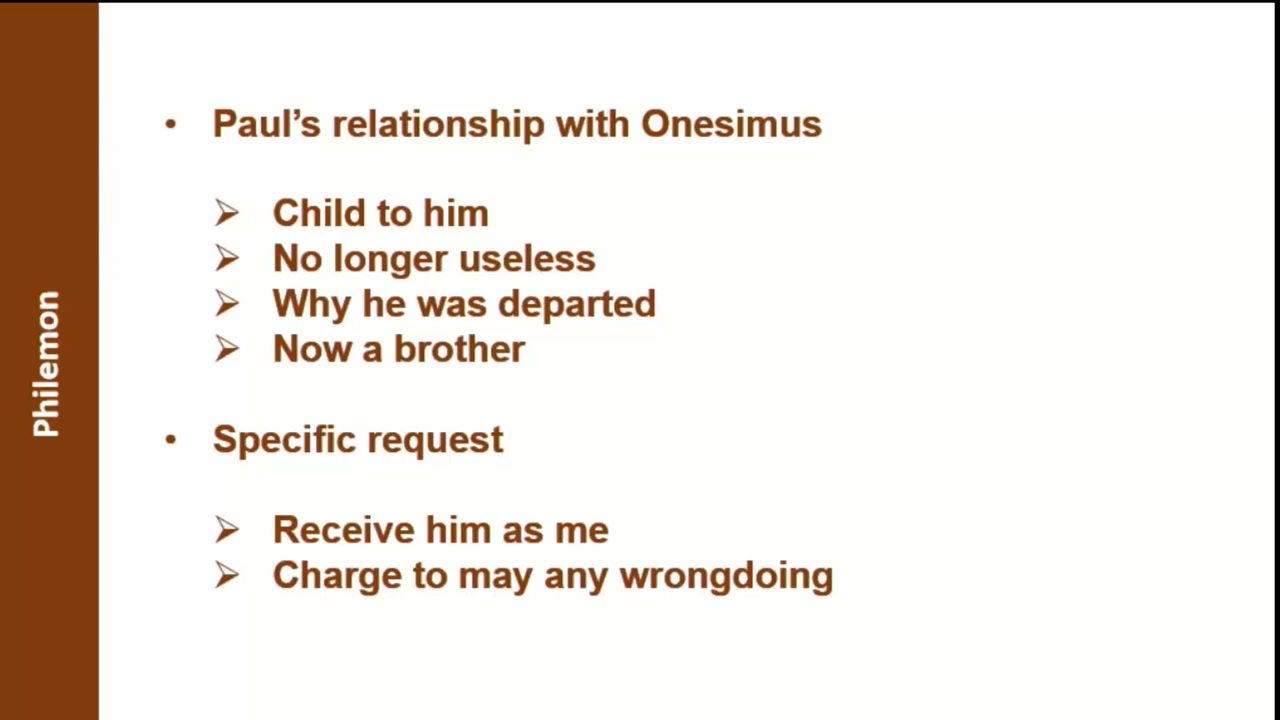 Philemon
• Paul’s relationship with Onesimus
➢ Child to him
➢ No longer useless
➢ Why he was departed
➢ Now a brother
• Specific request
➢ Receive him as me
➢ Charge to may any wrongdoing